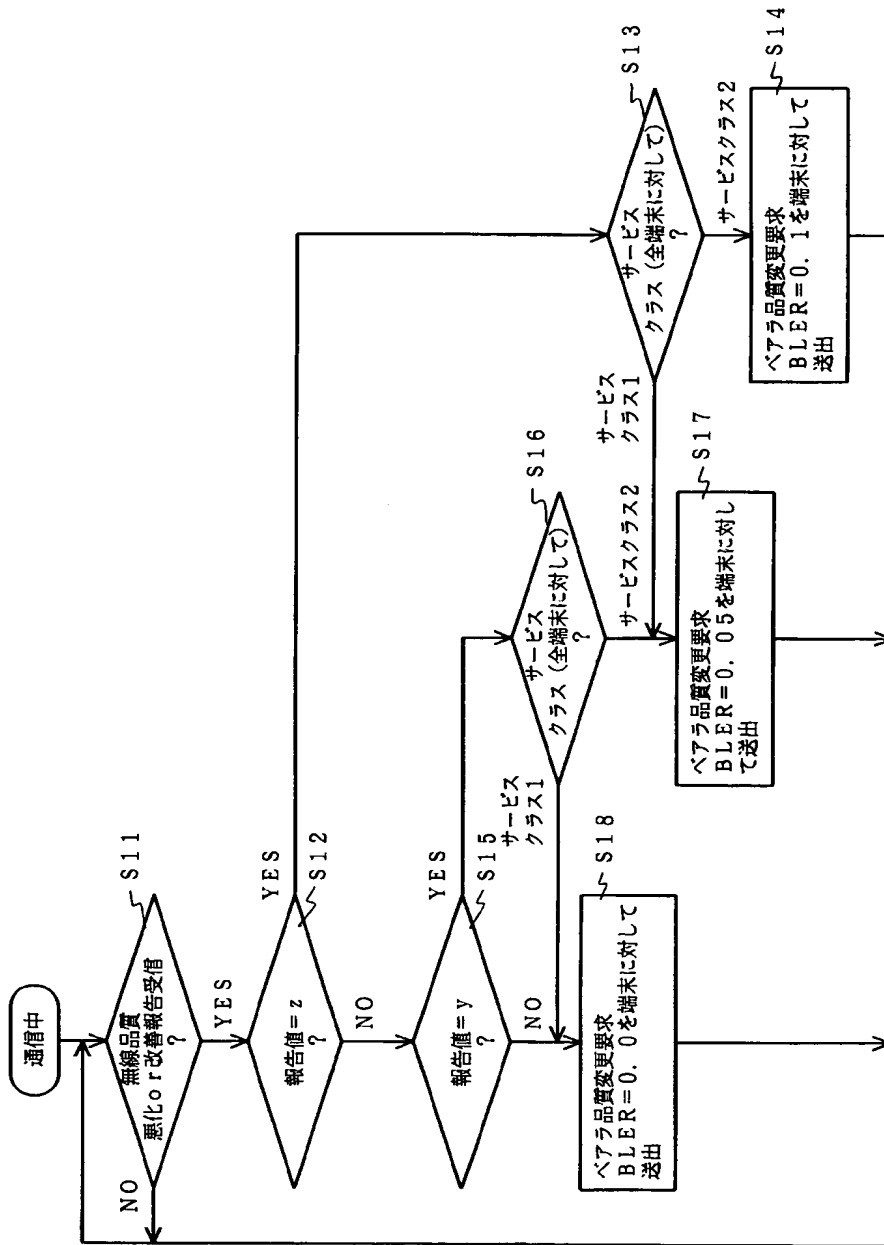 通信中
無線品質
悪化or改善報告受信
?
S11
NO
YES
報告値=z
?
S12
YES
NO
報告値=y
?
S15
YES
NO
サービス
クラス(全端末に対して)
?
S16
サービス
クラス1
サービスクラス2
サービス
クラス(全端末に対して)
?
S13
サービス
クラス1
サービスクラス2
ベアラ品質変更要求
BLER=0.1を端末に対して
送出
S14
ベアラ品質変更要求
BLER=0.05を端末に対し
て送出
S17
ベアラ品質変更要求
BLER=0.0を端末に対して
送出
S18